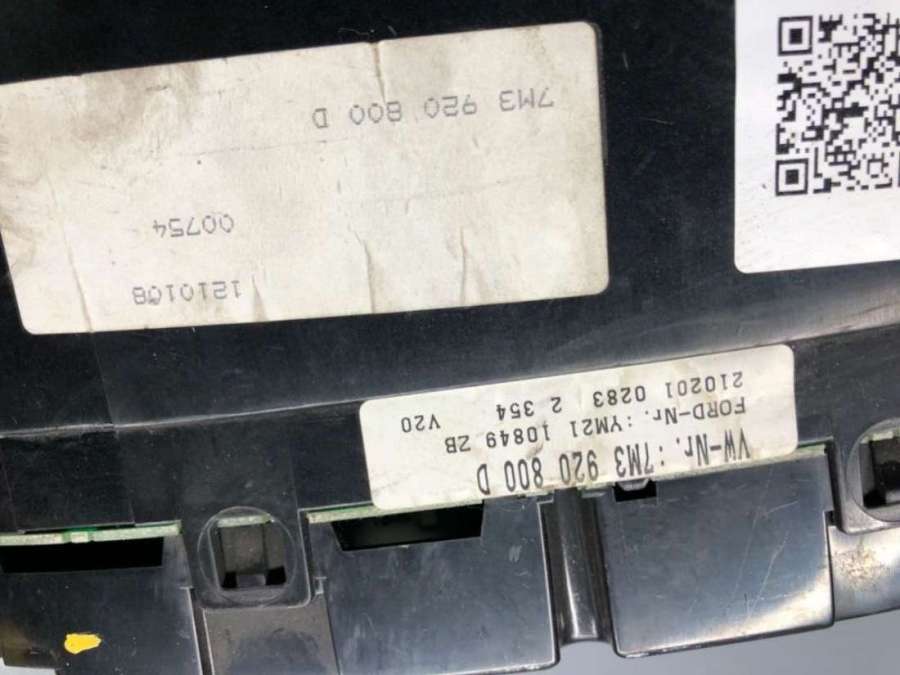 VW-Nr.:7M3 920 800 D
FORD-Nr.:YM21 10849 ZB
210201 0283 2 354 V20
1210108
00754
7M3 920 800 D